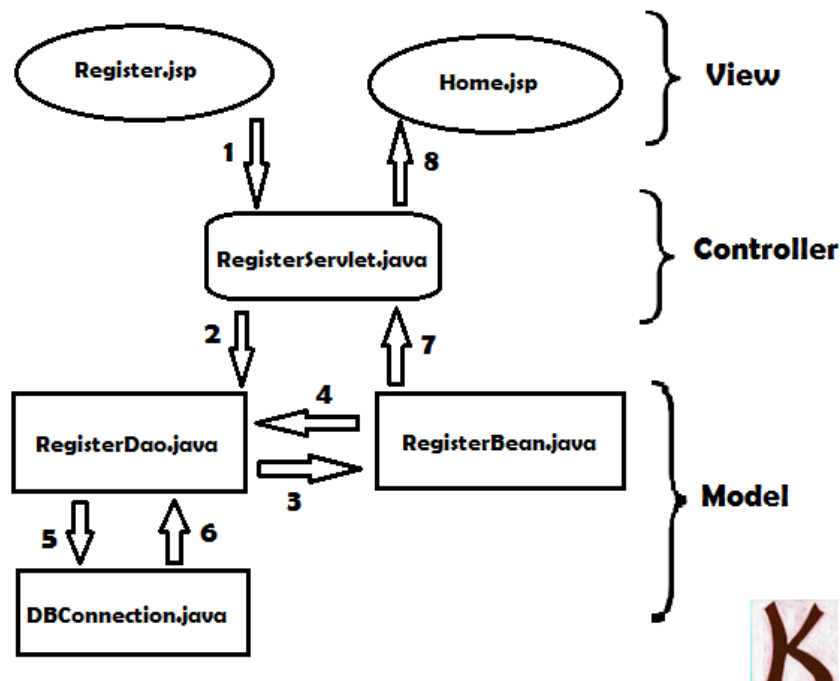 Register.jsp
Home.jsp
View
1
8
RegisterServlet.java
Controller
2
7
4
RegisterDao.java
RegisterBean.java
3
Model
5
6
DBConnection.java
K